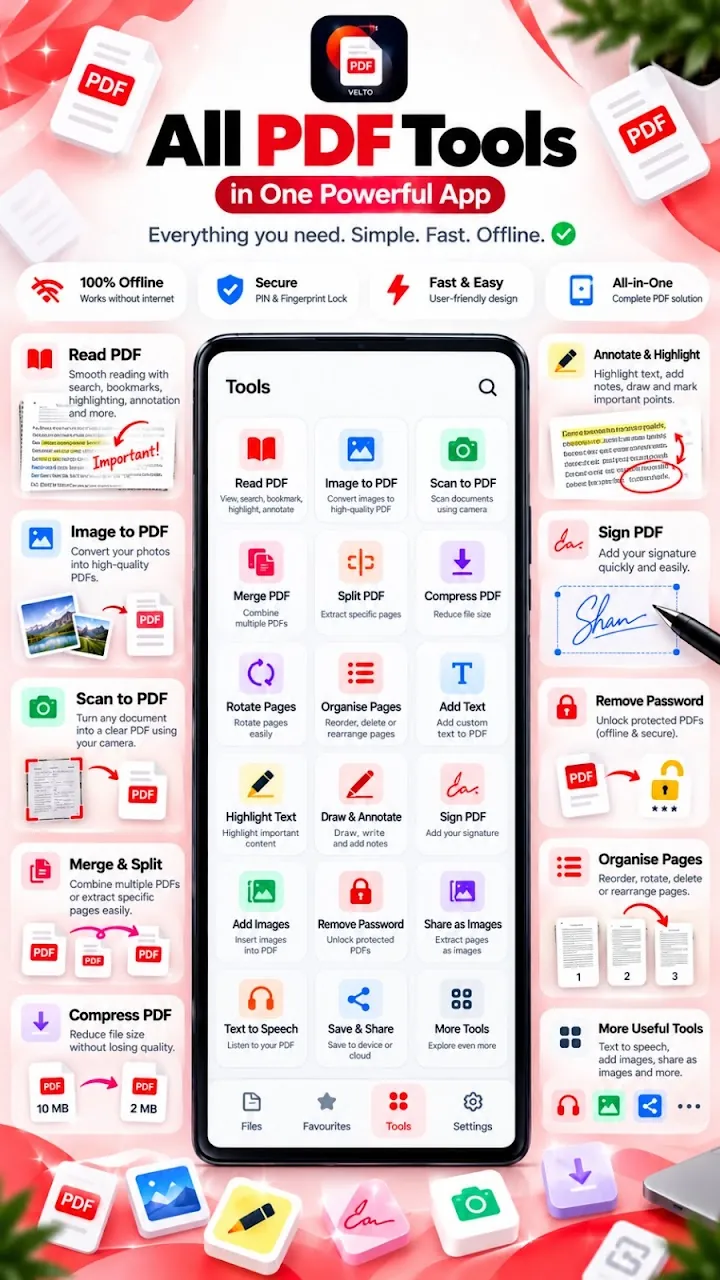 PDF
VELTO
PDF
PDF
All PDF Tools
in One Powerful App
Everything you need. Simple. Fast. Offline.
100% Offline
Works without internet
Secure
PIN & Fingerprint Lock
Fast & Easy
User-friendly design
All-in-One
Complete PDF solution
Read PDF
Smooth reading with
search, bookmarks,
highlighting, annotation
and more.
Important!
Image to PDF
Convert your photos
into high-quality
PDFs.
PDF
Scan to PDF
Turn any document
into a clear PDF using
your camera.
PDF
Merge & Split
Combine multiple PDFs
or extract specific
pages easily.
PDF
PDF
PDF
Compress PDF
Reduce file size
without losing quality.
PDF
10 MB
PDF
2 MB
Tools
Read PDF
View, search, bookmark,
highlight, annotate
Image to PDF
Convert images to
high-quality PDF
Scan to PDF
Scan documents
using camera
Merge PDF
Combine
multiple PDFs
Split PDF
Extract specific pages
Compress PDF
Reduce file size
Rotate Pages
Rotate pages
easily
Organise Pages
Reorder, delete or
rearrange pages
Add Text
Add custom
text to PDF
Highlight Text
Highlight important
content
Draw & Annotate
Draw, write
and add notes
Sign PDF
Add your signature
Add Images
Insert images
into PDF
Remove Password
Unlock protected
PDFs
Share as Images
Extract pages
as images
Text to Speech
Listen to your PDF
Save & Share
Save to device or
cloud
More Tools
Explore even more
Files
Favourites
Tools
Settings
Annotate & Highlight
Highlight text, add
notes, draw and mark
important points.
Sign PDF
Add your signature
quickly and easily.
Shan
Remove Password
Unlock protected PDFs
(offline & secure).
PDF
***
Organise Pages
Reorder, rotate, delete
or rearrange pages.
1
2
3
More Useful Tools
Text to speech,
add images, share as
images and more.
PDF